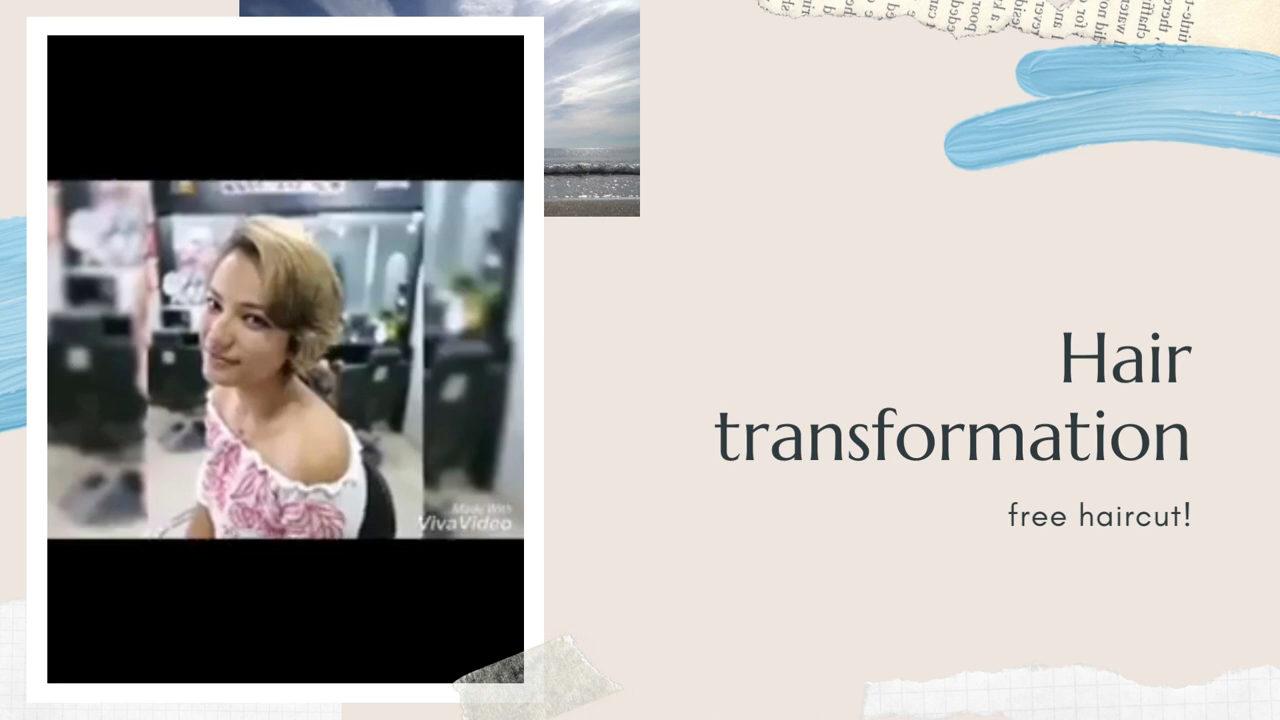 Hair
transformation
free haircut!
Made With
VivaVideo